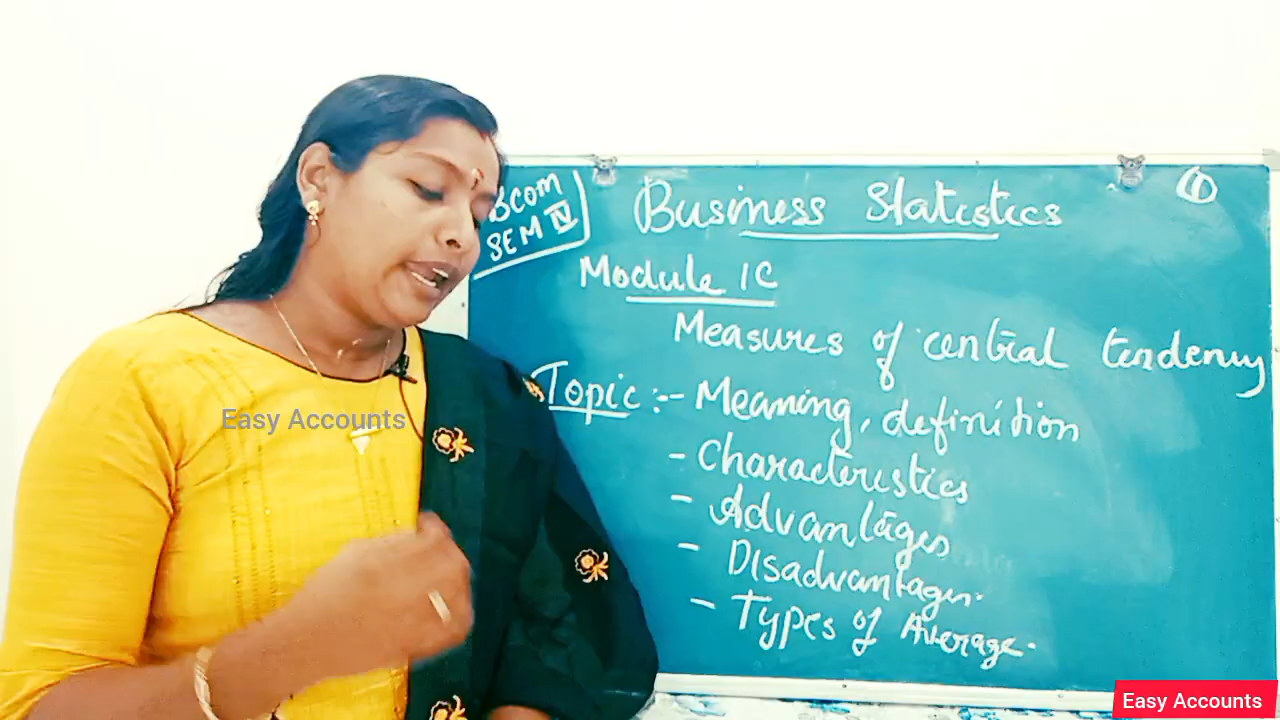 BCOM
SEM IV
Business Statistics
1
Module 1C
Measures of central tendency
Topic :- Meaning, definition
- Characteristics
- Advantages
- Disadvantages.
- Types of Average.
Easy Accounts
Easy Accounts